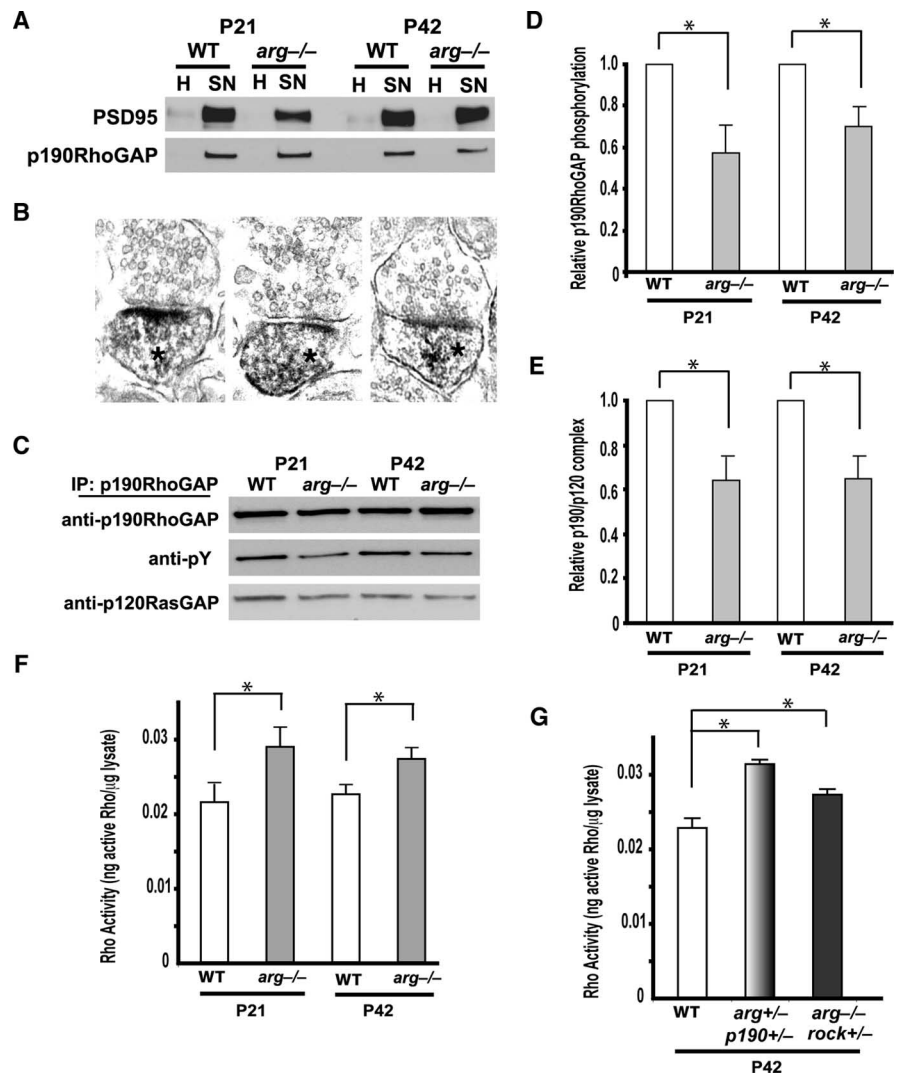 A
P21 P42
WT arg–/– WT arg–/–
H SN H SN H SN H SN
PSD95
p190RhoGAP
B
* * *
C
P21 P42
IP: p190RhoGAP WT arg–/– WT arg–/–
anti-p190RhoGAP
anti-pY
anti-p120RasGAP
D
* *
Relative p190RhoGAP phosphorylation
1.0
0.8
0.6
0.4
0.2
0
WT arg–/– WT arg–/–
P21 P42
E
* *
Relative p190/p120 complex
1.0
0.8
0.6
0.4
0.2
0
WT arg–/– WT arg–/–
P21 P42
F
* *
Rho Activity (ng active Rho/µg lysate)
0.03
0.02
0.01
0
WT arg–/– WT arg–/–
P21 P42
G
*
*
Rho Activity (ng active Rho/µg lysate)
0.03
0.02
0.01
0
WT arg+/– arg–/–
p190+/– rock+/–
P42